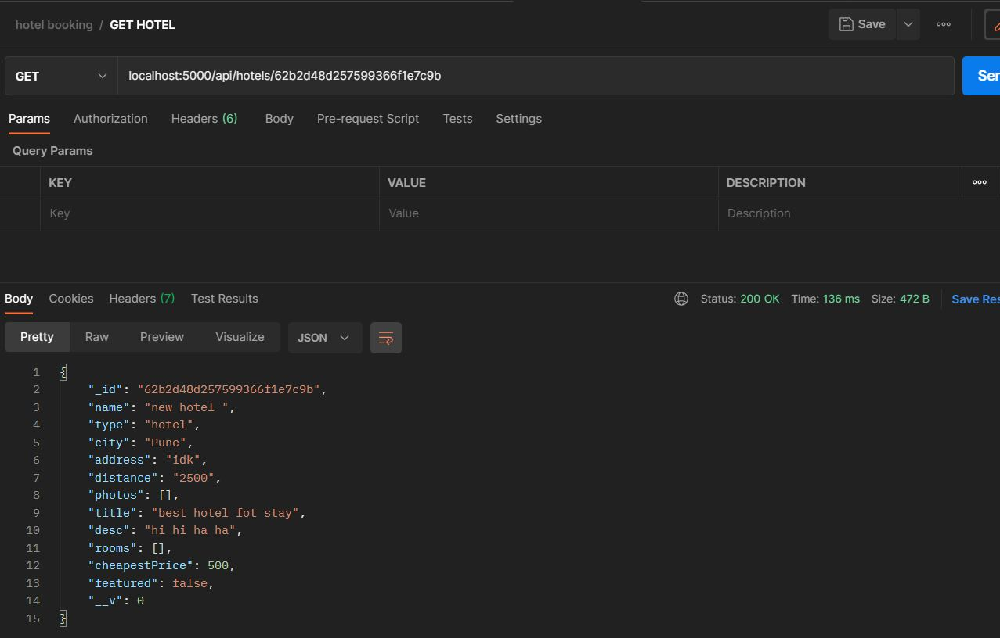 hotel booking / GET HOTEL
Save
GET
localhost:5000/api/hotels/62b2d48d257599366f1e7c9b
Params Authorization Headers (6) Body Pre-request Script Tests Settings
Query Params
KEY VALUE DESCRIPTION
Key Value Description
Body Cookies Headers (7) Test Results Status: 200 OK Time: 136 ms Size: 472 B Save Res
Pretty Raw Preview Visualize JSON
1 {
2 "_id": "62b2d48d257599366f1e7c9b",
3 "name": "new hotel ",
4 "type": "hotel",
5 "city": "Pune",
6 "address": "idk",
7 "distance": "2500",
8 "photos": [],
9 "title": "best hotel fot stay",
10 "desc": "hi hi ha ha",
11 "rooms": [],
12 "cheapestPrice": 500,
13 "featured": false,
14 "__v": 0
15 }